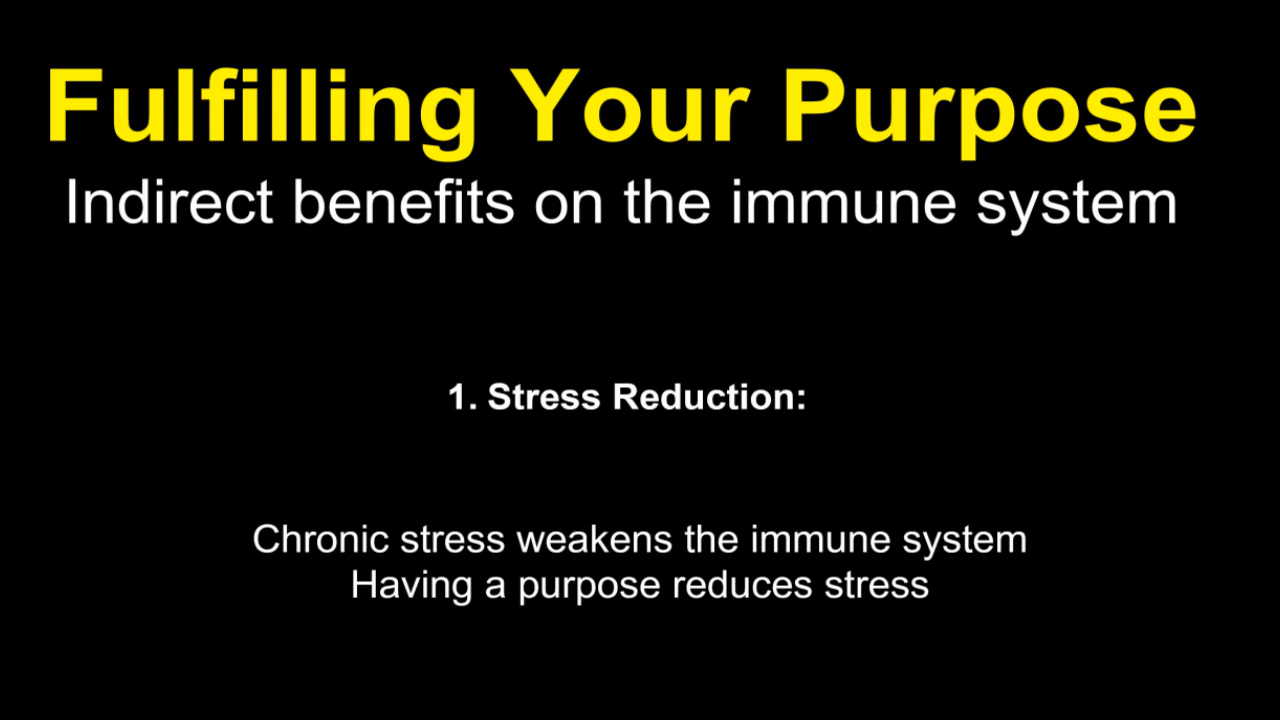 Fulfilling Your Purpose
Indirect benefits on the immune system
1. Stress Reduction:
Chronic stress weakens the immune system
Having a purpose reduces stress